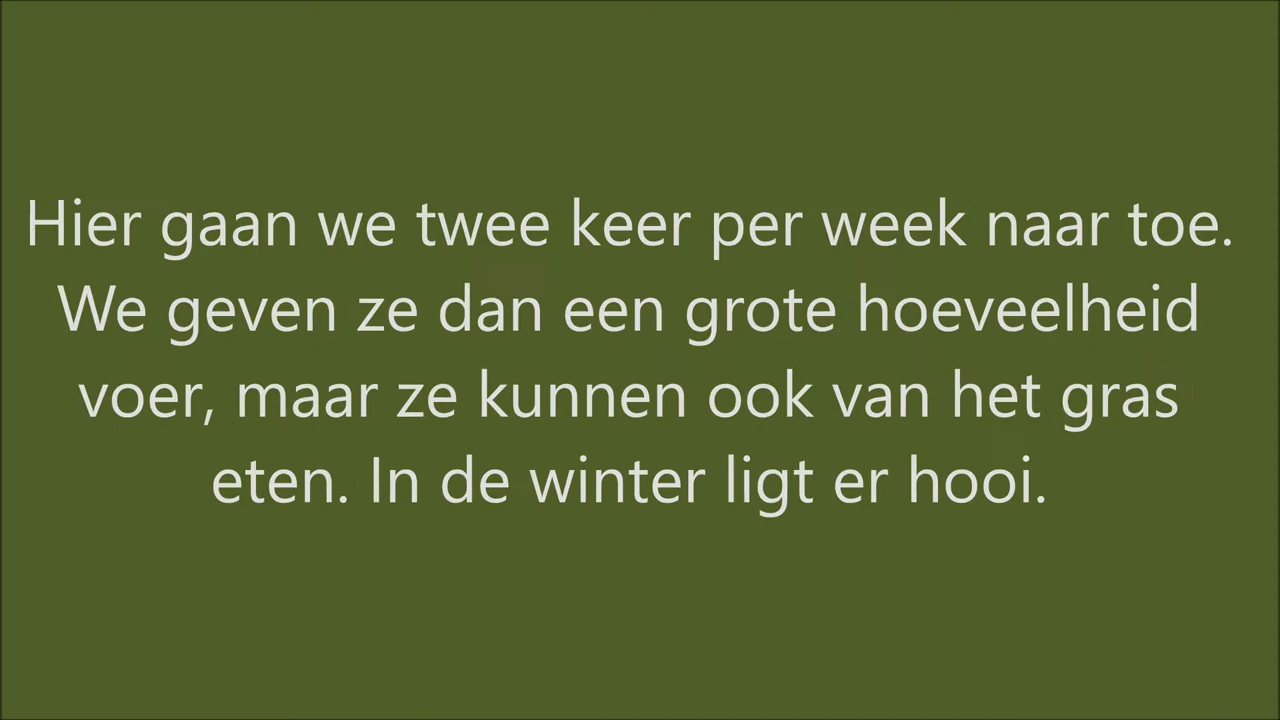 Hier gaan we twee keer per week naar toe.
We geven ze dan een grote hoeveelheid
voer, maar ze kunnen ook van het gras
eten. In de winter ligt er hooi.